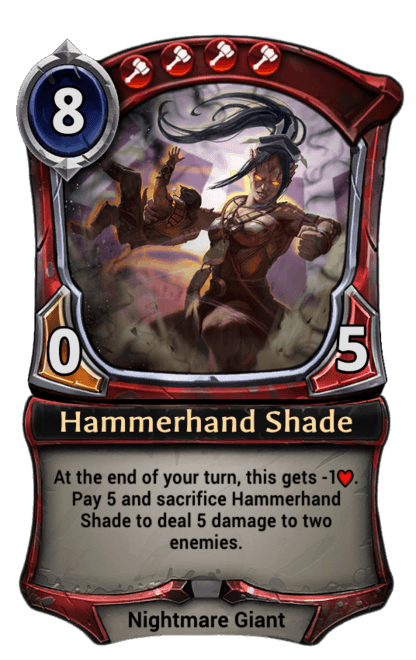 8
0
5
Hammerhand Shade
At the end of your turn, this gets -1♥.
Pay 5 and sacrifice Hammerhand
Shade to deal 5 damage to two
enemies.
Nightmare Giant